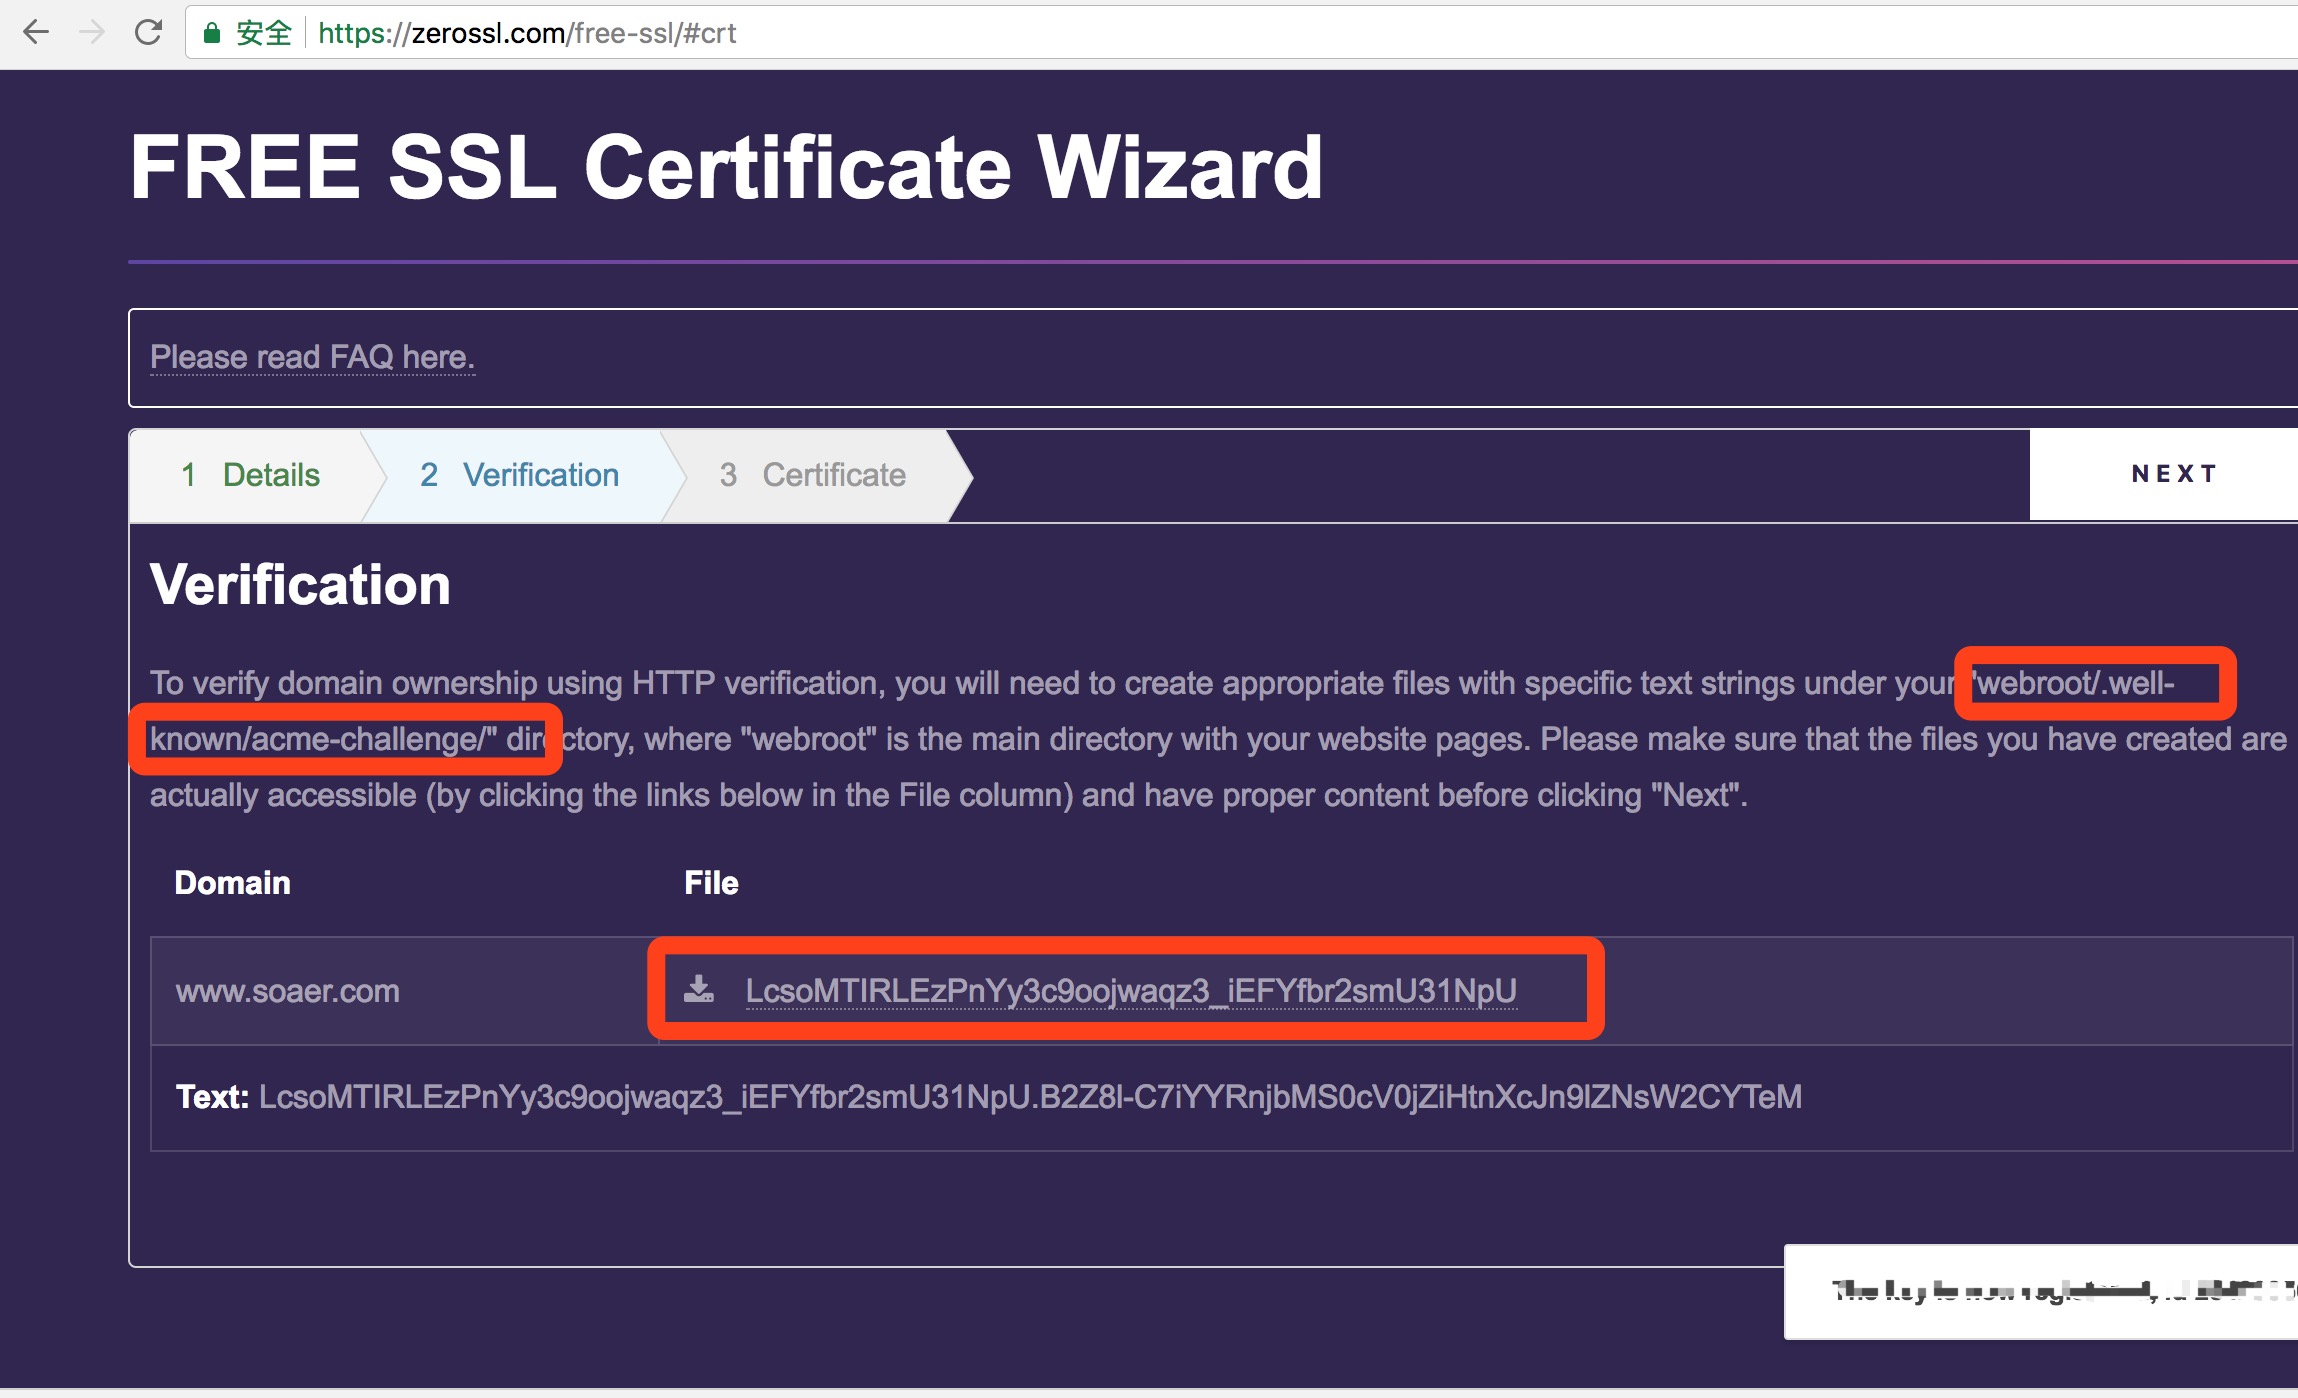 安全 https://zerossl.com/free-ssl/#crt
FREE SSL Certificate Wizard
Please read FAQ here.
1 Details 2 Verification 3 Certificate NEXT
Verification
To verify domain ownership using HTTP verification, you will need to create appropriate files with specific text strings under your "webroot/.well-
known/acme-challenge/" directory, where "webroot" is the main directory with your website pages. Please make sure that the files you have created are
actually accessible (by clicking the links below in the File column) and have proper content before clicking "Next".
Domain File
www.soaer.com LcsoMTIRLEzPnYy3c9oojwaqz3_iEFYfbr2smU31NpU
Text: LcsoMTIRLEzPnYy3c9oojwaqz3_iEFYfbr2smU31NpU.B2Z8l-C7iYYRnjbMS0cV0jZiHtnXcJn9lZNsW2CYTeM